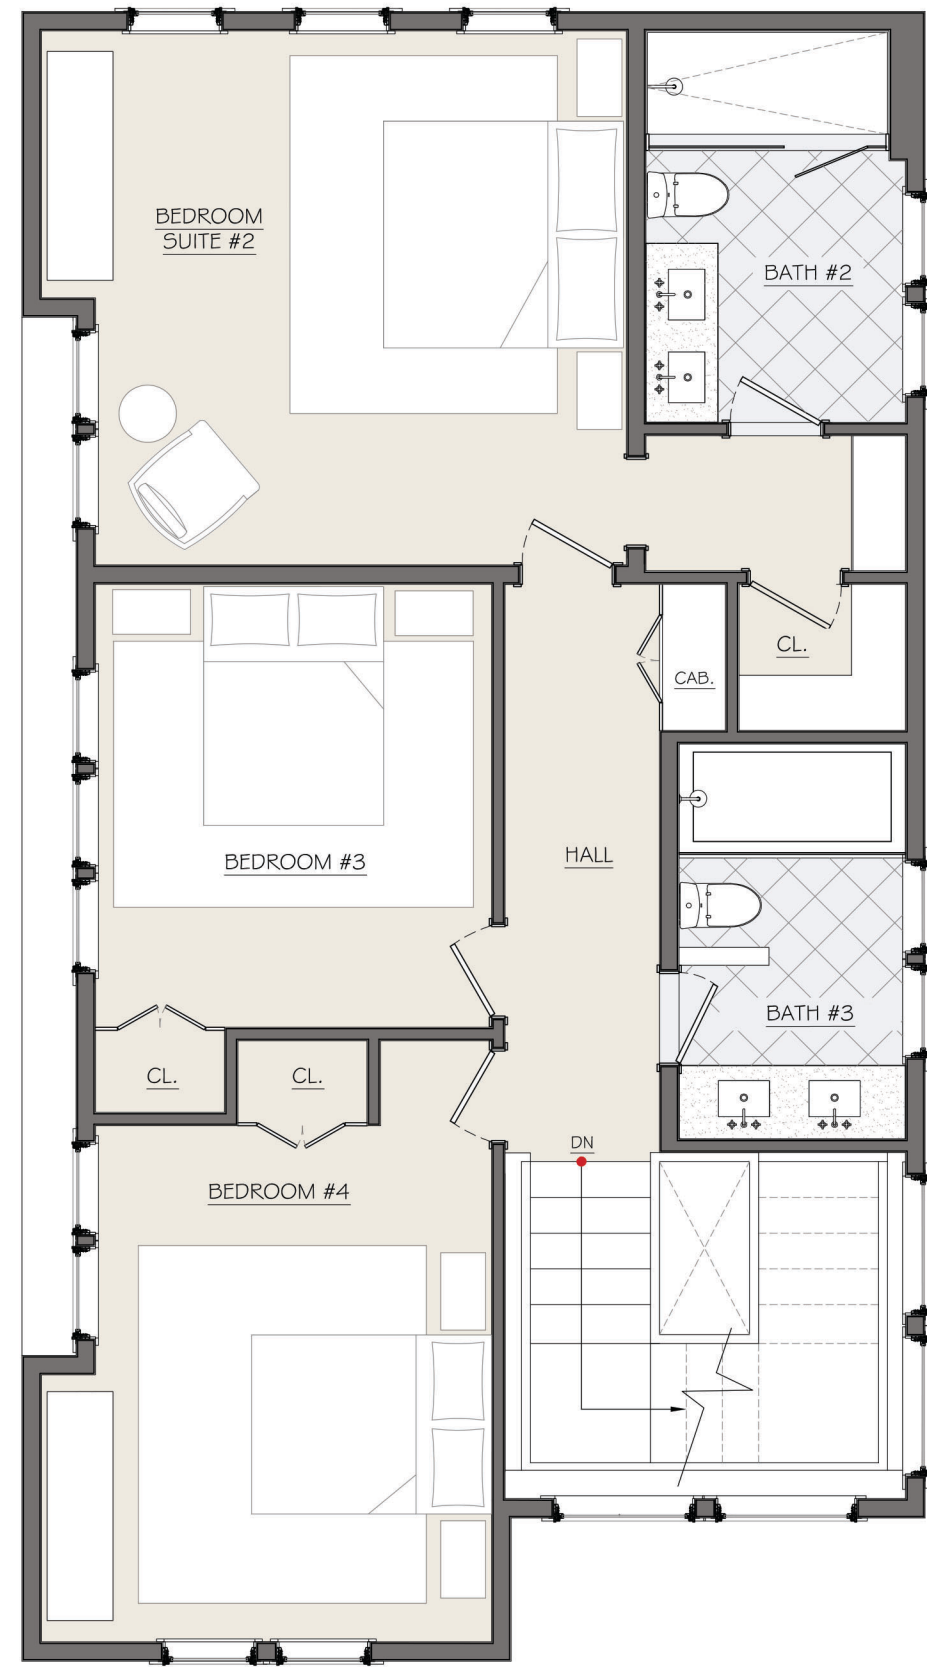 BEDROOM
SUITE #2
BATH #2
CL.
CAB.
BEDROOM #3
HALL
BATH #3
CL.
CL.
DN
BEDROOM #4